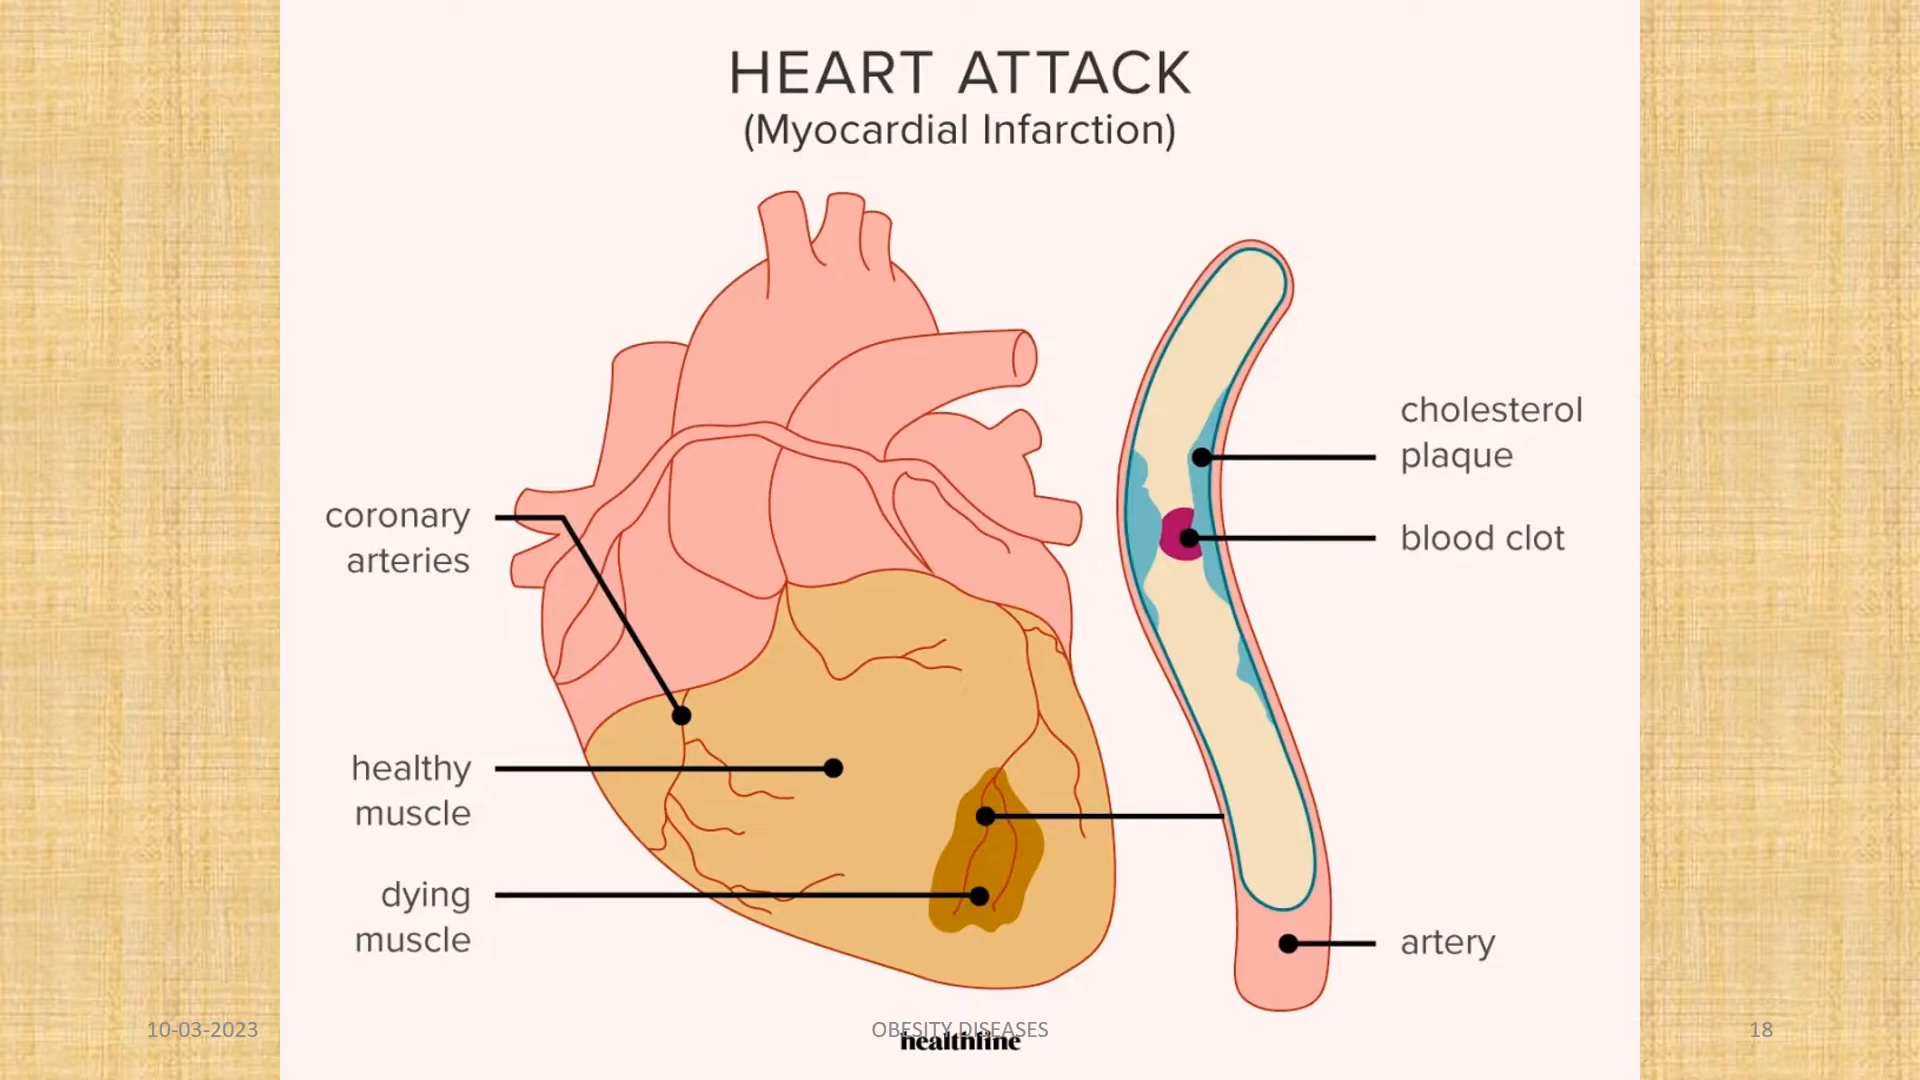 HEART ATTACK
(Myocardial Infarction)
cholesterol
plaque
coronary
arteries
blood clot
healthy
muscle
dying
muscle
artery
10-03-2023
OBESITY DISEASES
healthline
18